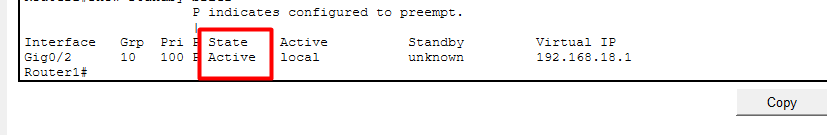 P indicates configured to preempt.
|
Interface Grp Pri P State Active Standby Virtual IP
Gig0/2 10 100 P Active local unknown 192.168.18.1
Router1#
Copy